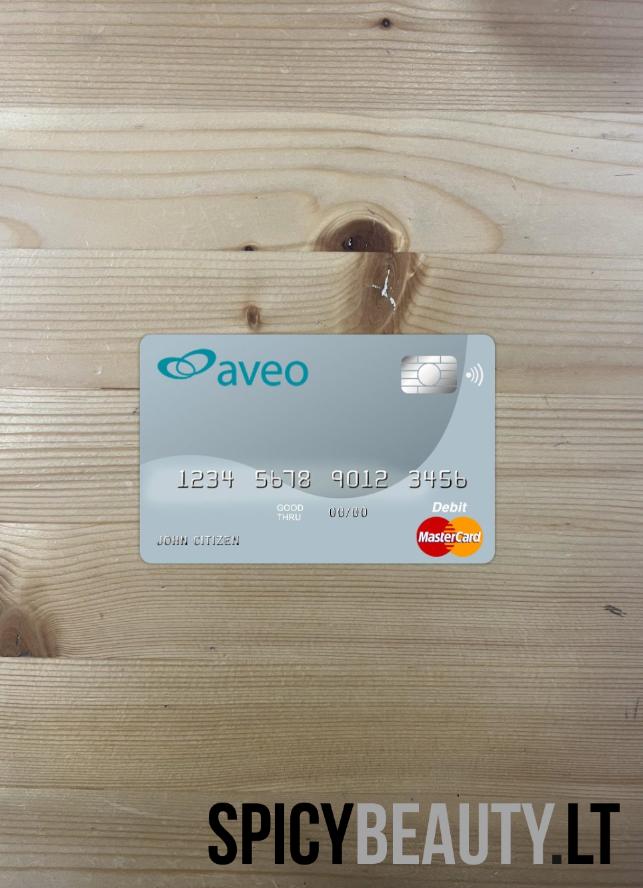 aveo
1234 5678 9012 3456
GOOD
THRU
00/00
JOHN CITIZEN
Debit
MasterCard
SPICYBEAUTY.LT